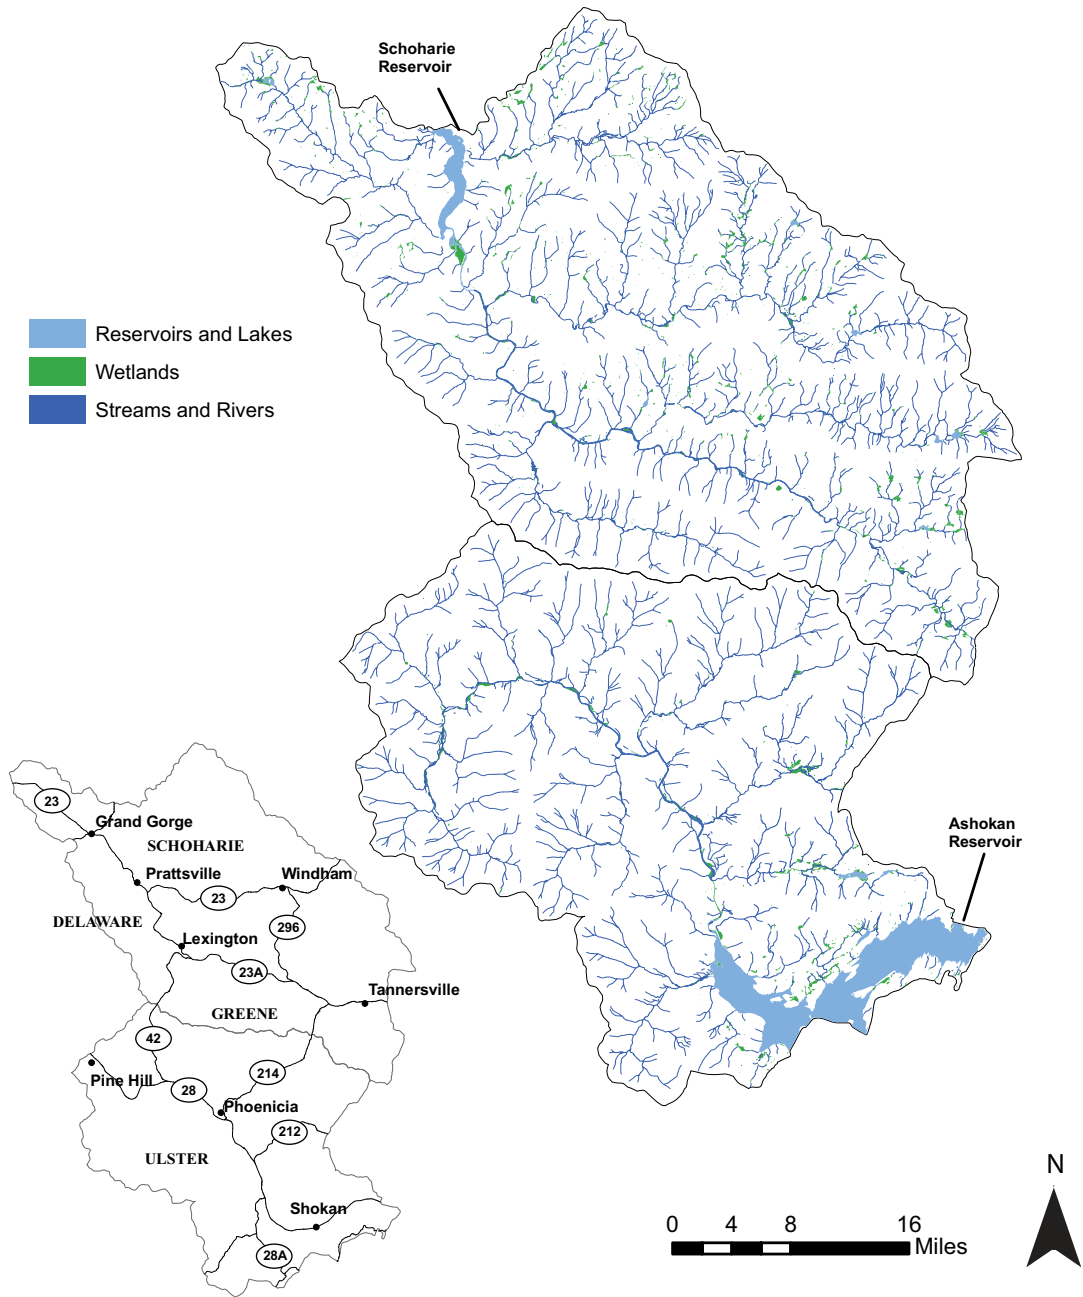 Schoharie
Reservoir
Reservoirs and Lakes
Wetlands
Streams and Rivers
23
Grand Gorge
SCHOHARIE
Prattsville
23
Windham
DELAWARE
296
Lexington
23A
Tannersville
GREENE
42
Pine Hill
28
214
Phoenicia
212
ULSTER
Shokan
28A
Ashokan
Reservoir
N
0 4 8 16
Miles